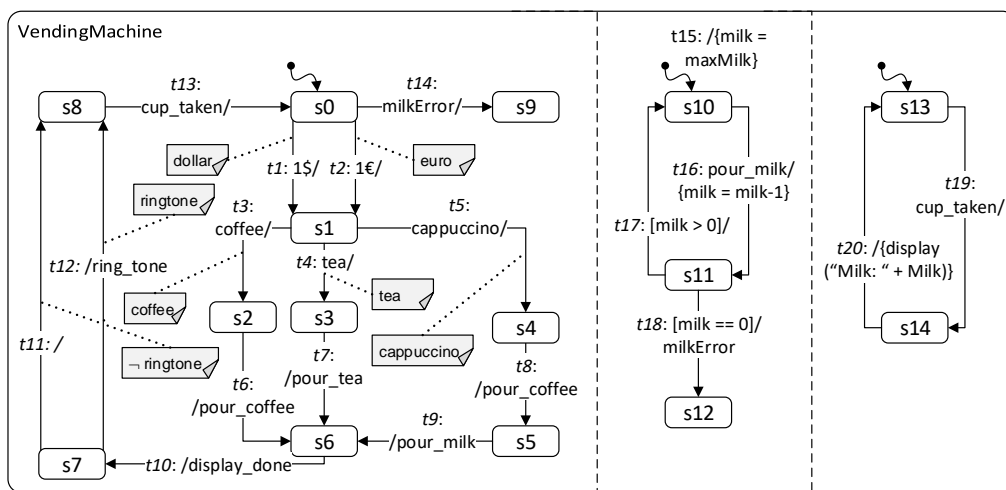 VendingMachine
s8
t13:
cup_taken/
s0
t14:
milkError/
s9
dollar
t1: 1$/
t2: 1€/
euro
ringtone
t3:
coffee/
s1
t5:
cappuccino/
t12: /ring_tone
t4: tea/
coffee
s2
s3
tea
s4
t11: /
¬ ringtone
cappuccino
t6:
/pour_coffee
t7:
/pour_tea
t8:
/pour_coffee
s7
t10: /display_done
s6
t9:
/pour_milk
s5
t15: /{milk =
maxMilk}
s10
t16: pour_milk/
{milk = milk-1}
t17: [milk > 0]/
s11
t18: [milk == 0]/
milkError
s12
s13
t19:
cup_taken/
t20: /{display
(“Milk: “ + Milk)}
s14